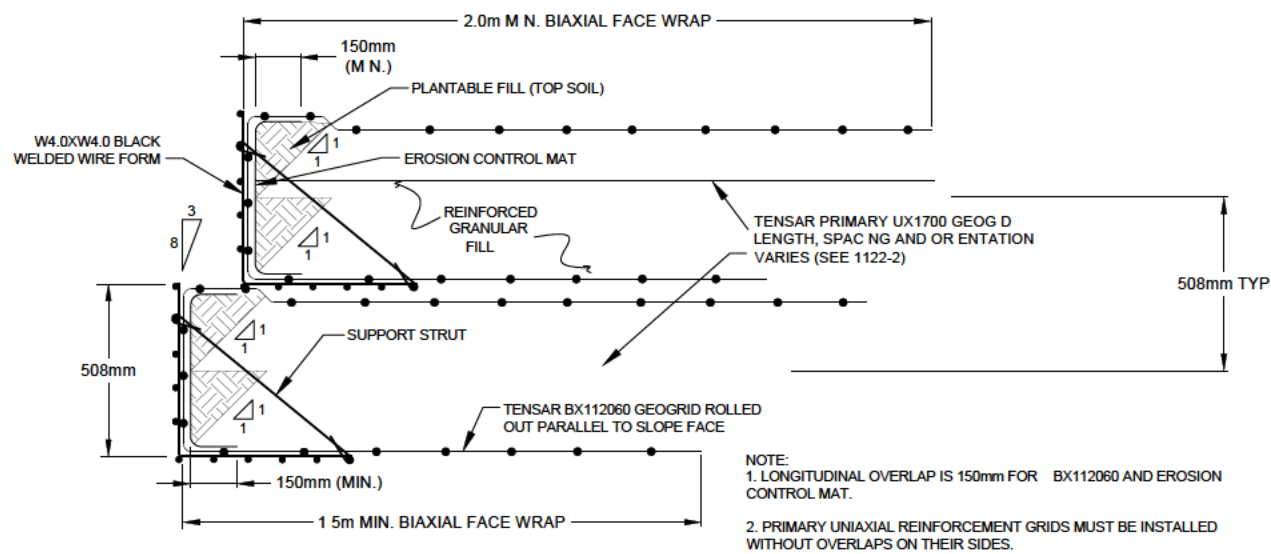 2.0m M N. BIAXIAL FACE WRAP
150mm
(M N.)
PLANTABLE FILL (TOP SOIL)
W4.0XW4.0 BLACK
WELDED WIRE FORM
1
1
EROSION CONTROL MAT
REINFORCED
GRANULAR
FILL
TENSAR PRIMARY UX1700 GEOG D
LENGTH, SPAC NG AND OR ENTATION
VARIES (SEE 1122-2)
3
8
1
1
508mm TYP
1
1
SUPPORT STRUT
508mm
1
1
TENSAR BX112060 GEOGRID ROLLED
OUT PARALLEL TO SLOPE FACE
150mm (MIN.)
1 5m MIN. BIAXIAL FACE WRAP
NOTE:
1. LONGITUDINAL OVERLAP IS 150mm FOR BX112060 AND EROSION
CONTROL MAT.
2. PRIMARY UNIAXIAL REINFORCEMENT GRIDS MUST BE INSTALLED
WITHOUT OVERLAPS ON THEIR SIDES.